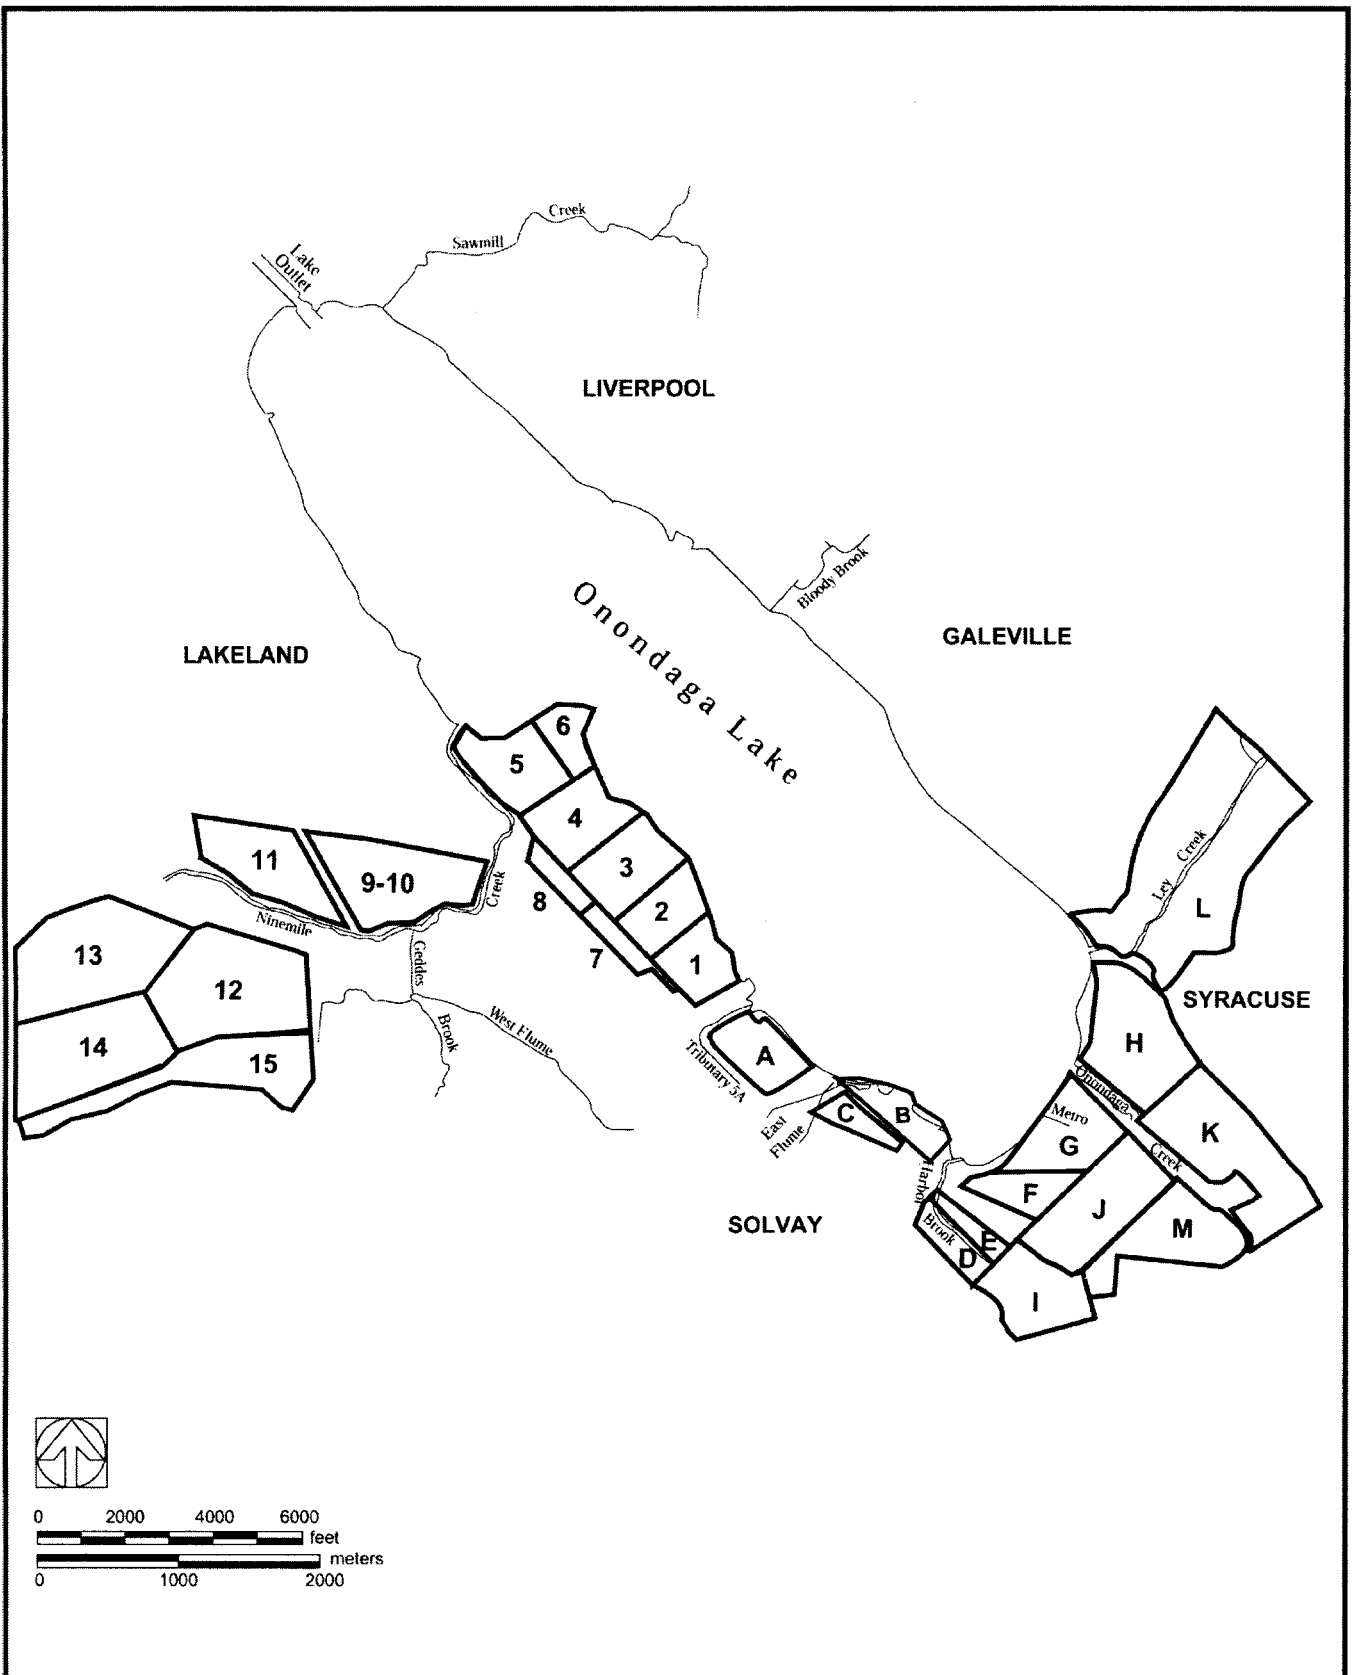 Creek
Sawmill
Lake
Outlet
LIVERPOOL
Bloody Brook
Onondaga Lake
GALEVILLE
LAKELAND
6
5
4
3
2
1
8
7
11
9-10
Ninemile
Creek
Geddes
Brook
West Flume
13
12
14
15
Ley Creek
L
SYRACUSE
A
Tributary 5A
East
Flume
C
B
Harbor
Brook
SOLVAY
H
Onondaga
Creek
Metro
G
K
F
J
M
E
D
I
0 2000 4000 6000
feet
meters
0 1000 2000